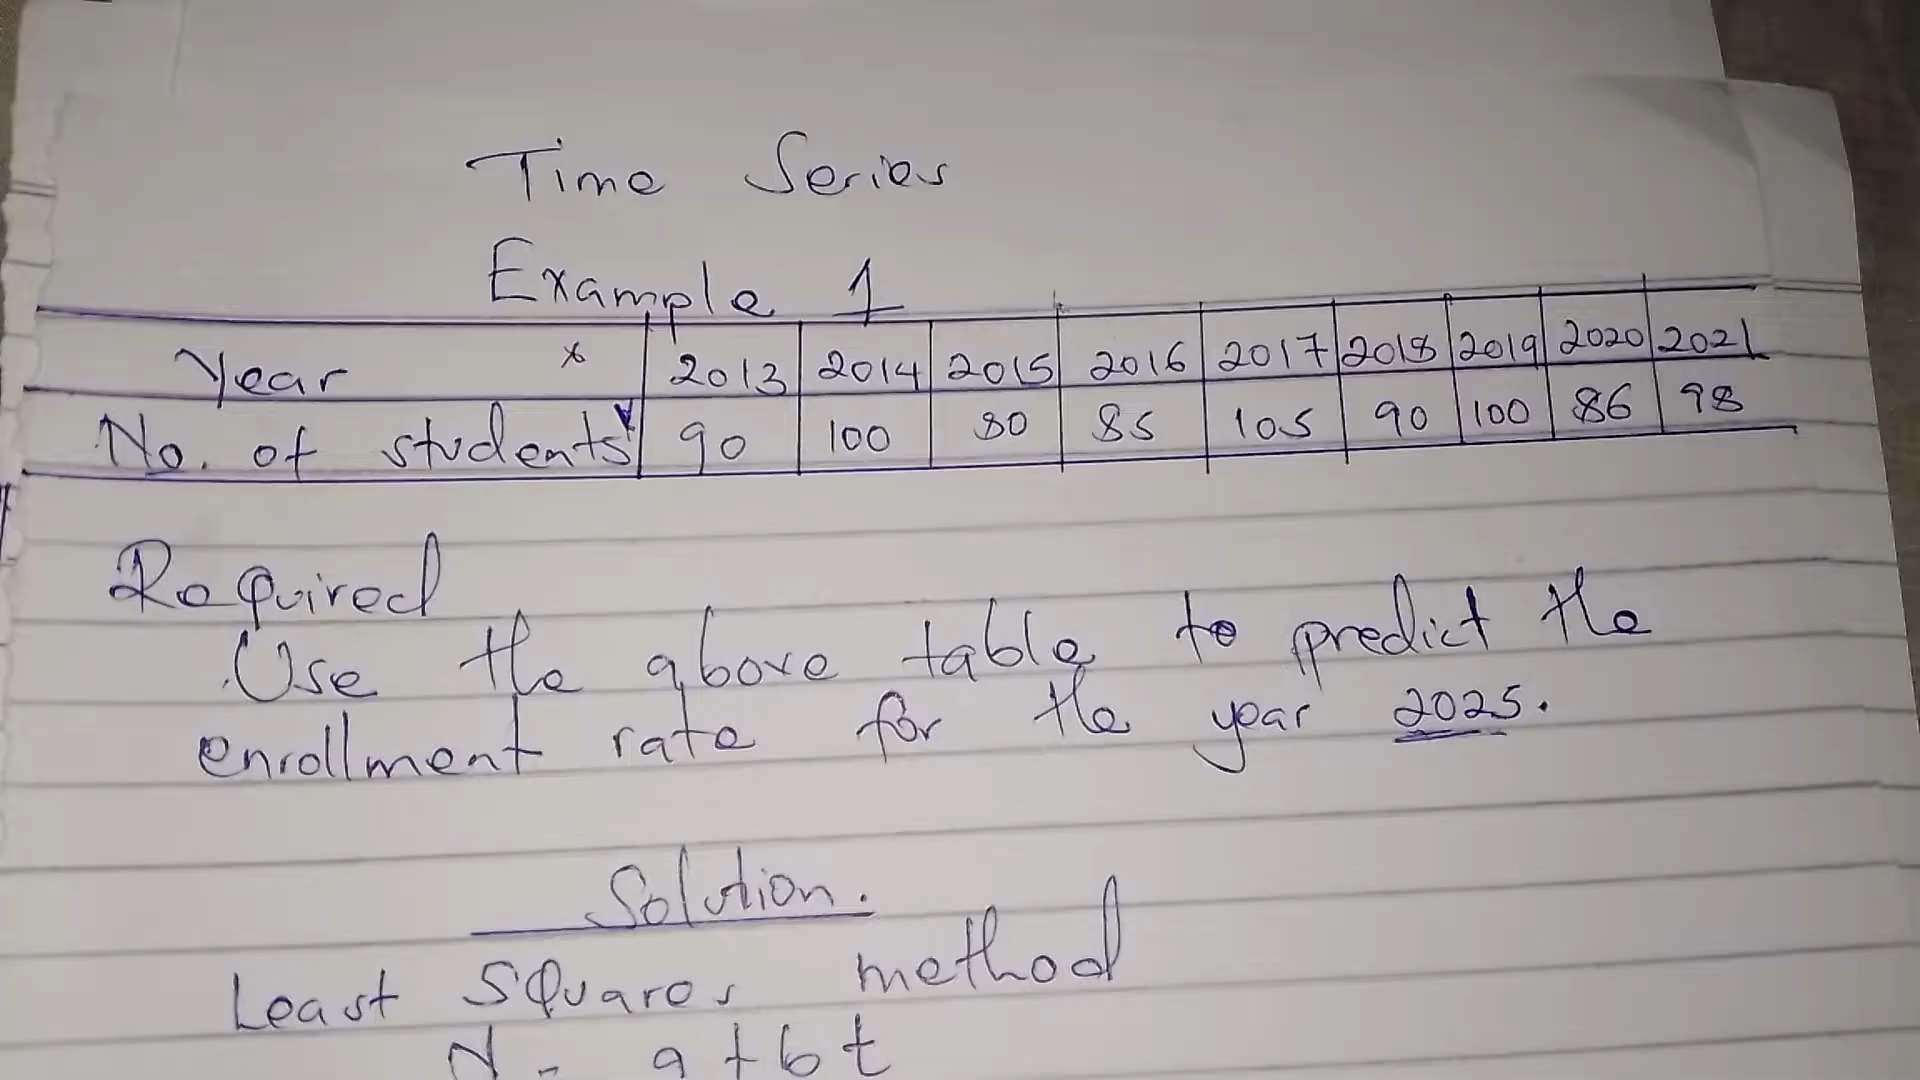 Time Series
Example 1
Year x 2013 2014 2015 2016 2017 2018 2019 2020 2021
No. of students Y 90 100 80 85 105 90 100 86 98
Required
Use the above table to predict the
enrollment rate for the year 2025.
Solution.
Least Squares method
a + b t